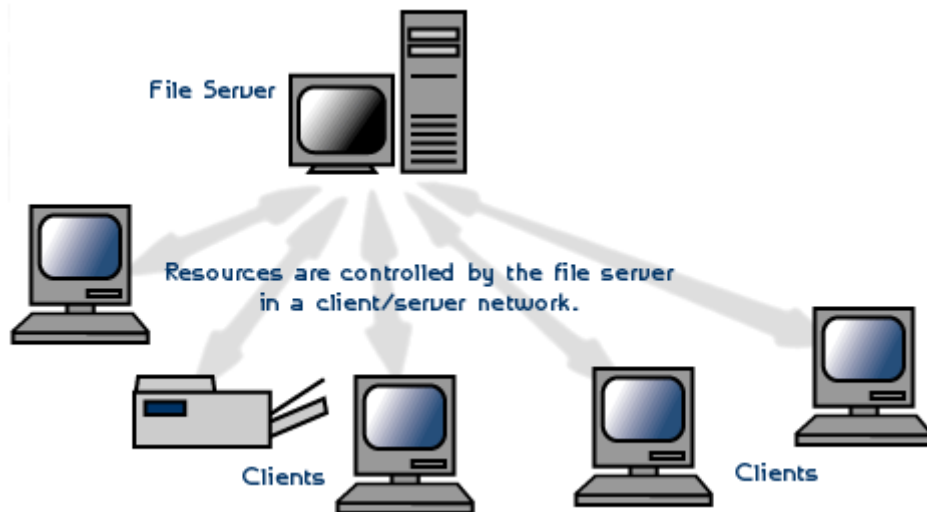 File Server
Resources are controlled by the file server
in a client/server network.
Clients
Clients